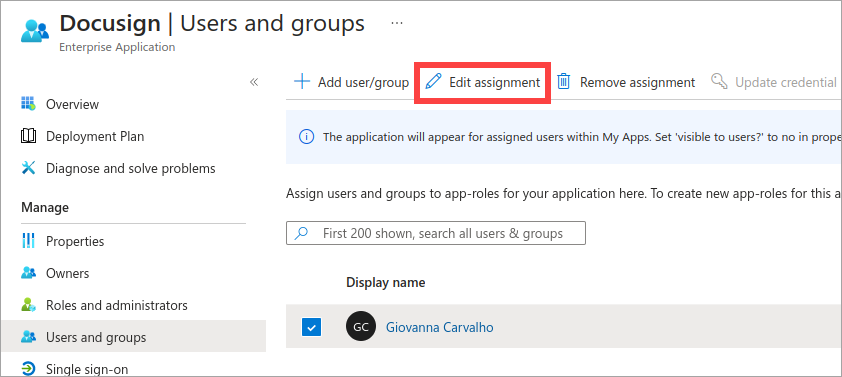 Docusign | Users and groups ...
Enterprise Application
«
Overview
Deployment Plan
Diagnose and solve problems
Manage
Properties
Owners
Roles and administrators
Users and groups
Single sign-on
Add user/group Edit assignment Remove assignment Update credential
The application will appear for assigned users within My Apps. Set 'visible to users?' to no in prope
Assign users and groups to app-roles for your application here. To create new app-roles for this a
First 200 shown, search all users & groups
Display name
GC Giovanna Carvalho